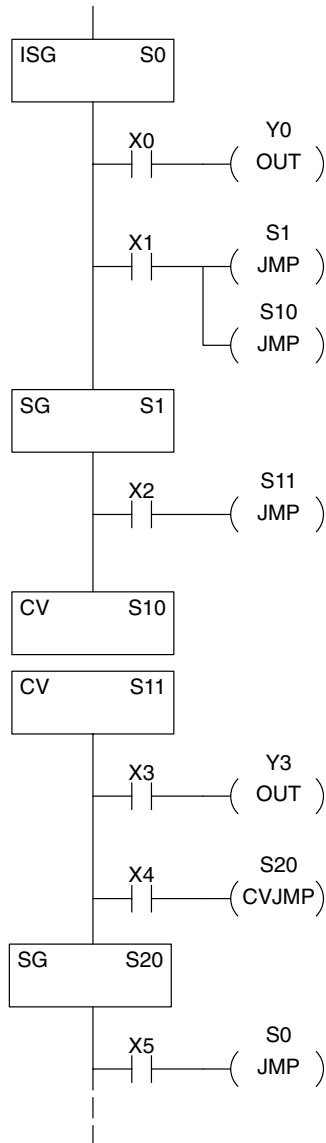 ISG S0
X0 Y0
OUT
X1 S1
JMP
S10
JMP
SG S1
X2 S11
JMP
CV S10
CV S11
X3 Y3
OUT
X4 S20
CVJMP
SG S20
X5 S0
JMP